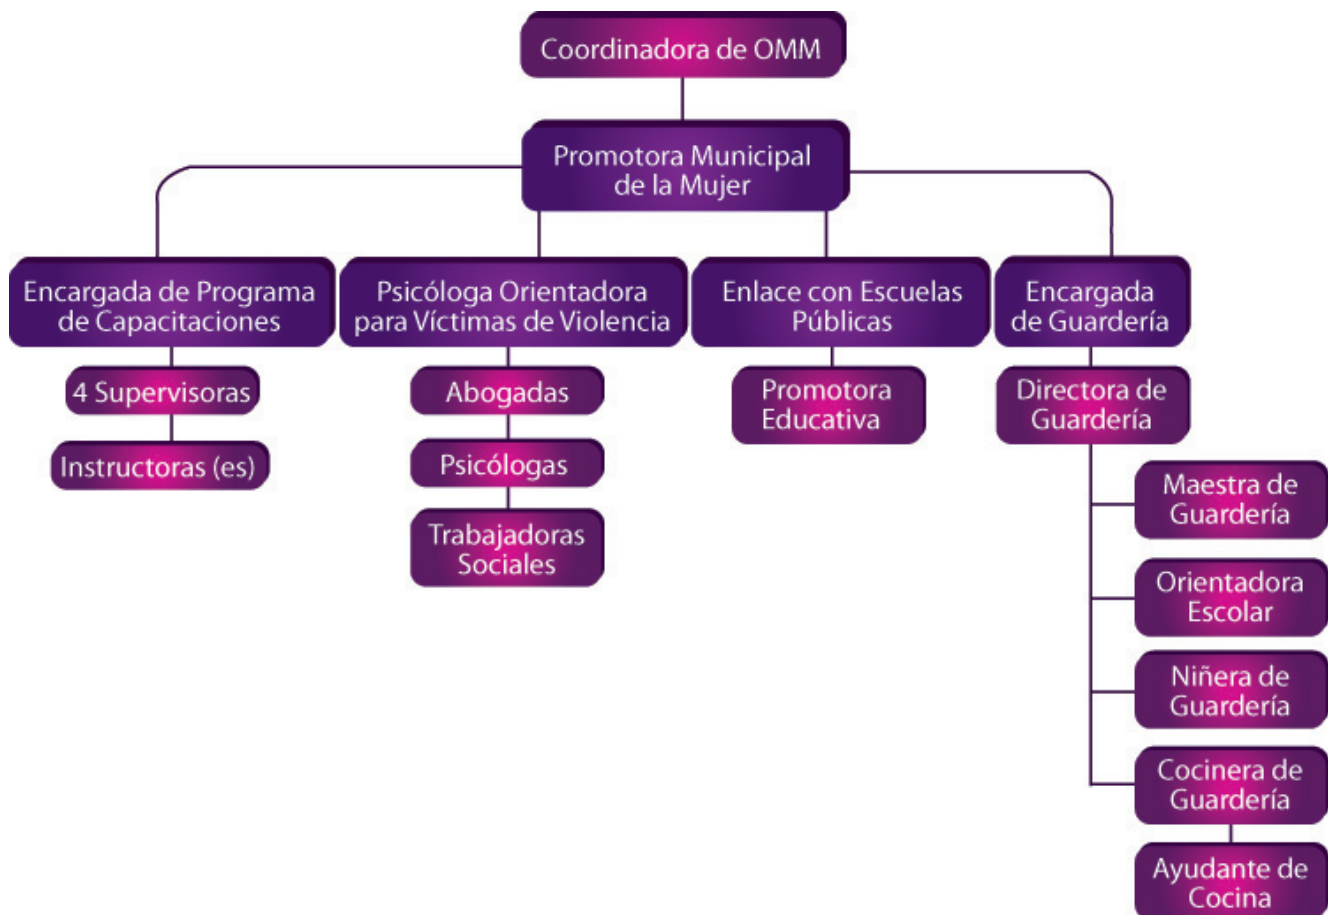 Coordinadora de OMM
Promotora Municipal
de la Mujer
Encargada de Programa
de Capacitaciones
Psicóloga Orientadora
para Víctimas de Violencia
Enlace con Escuelas
Públicas
Encargada
de Guardería
4 Supervisoras
Instructoras (es)
Abogadas
Psicólogas
Trabajadoras
Sociales
Promotora
Educativa
Directora de
Guardería
Maestra de
Guardería
Orientadora
Escolar
Niñera de
Guardería
Cocinera de
Guardería
Ayudante de
Cocina